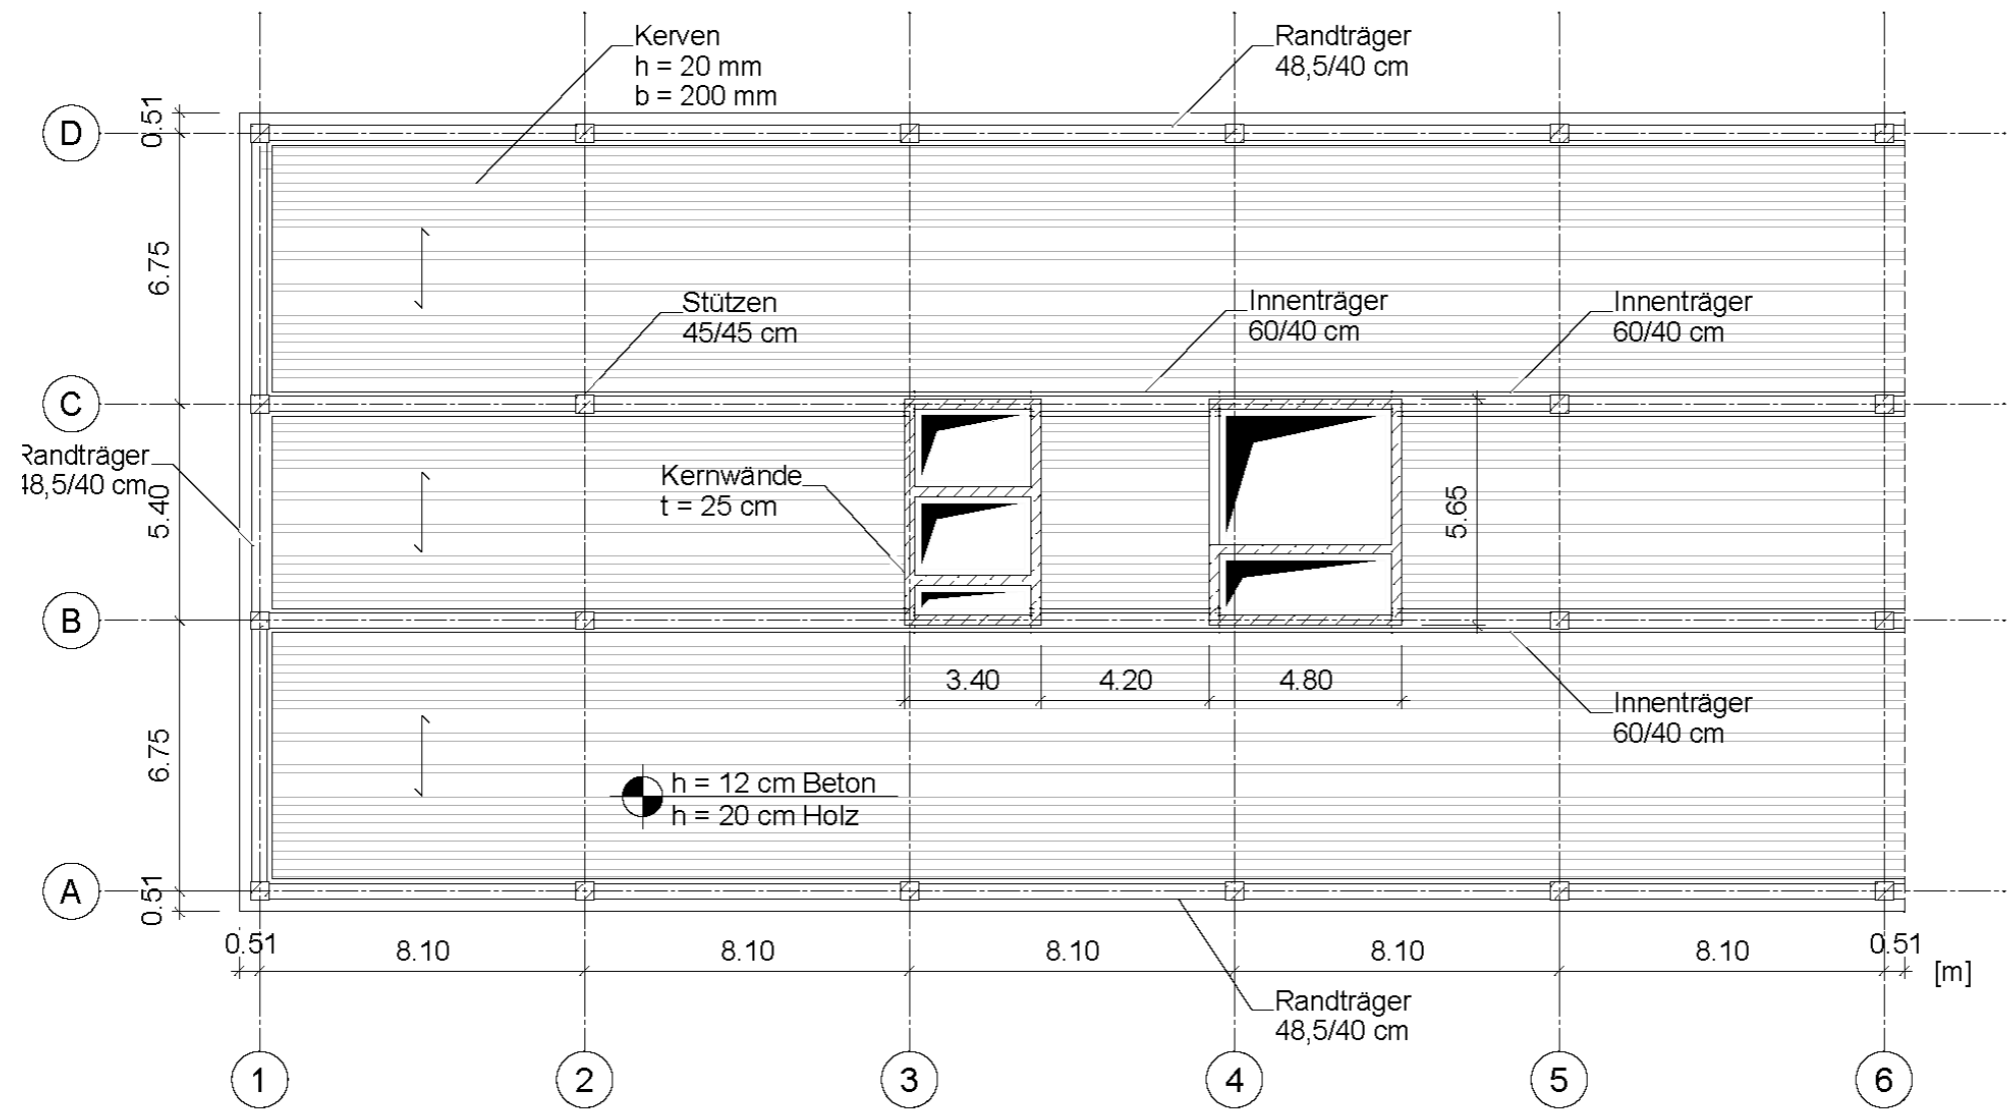 Kerven
h = 20 mm
b = 200 mm
Randträger
48,5/40 cm
D
0.51
6.75
Stützen
45/45 cm
Innenträger
60/40 cm
Innenträger
60/40 cm
C
Randträger
48,5/40 cm
5.40
Kernwände
t = 25 cm
5.65
B
3.40
4.20
4.80
Innenträger
60/40 cm
6.75
h = 12 cm Beton
h = 20 cm Holz
A
0.51
0.51
8.10
8.10
8.10
8.10
8.10
0.51
[m]
Randträger
48,5/40 cm
1
2
3
4
5
6